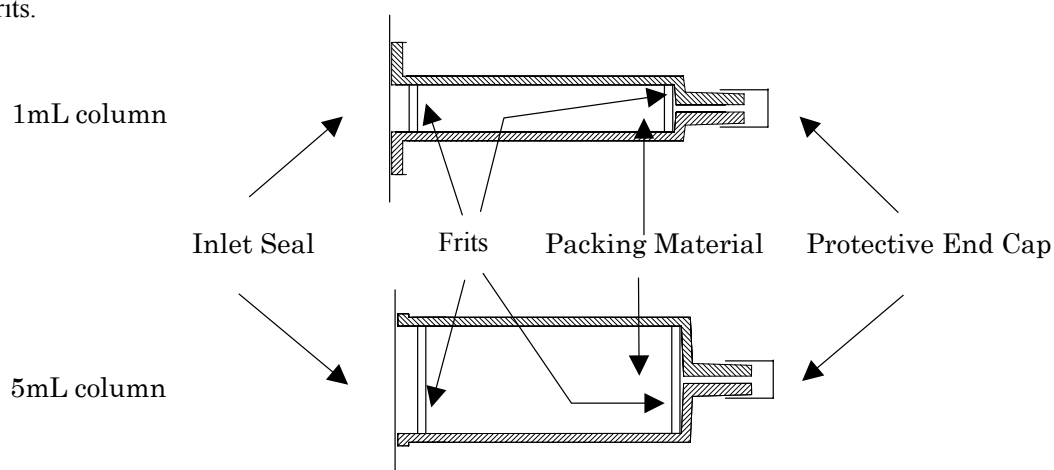 rits.
1mL column
Inlet Seal Frits Packing Material Protective End Cap
5mL column